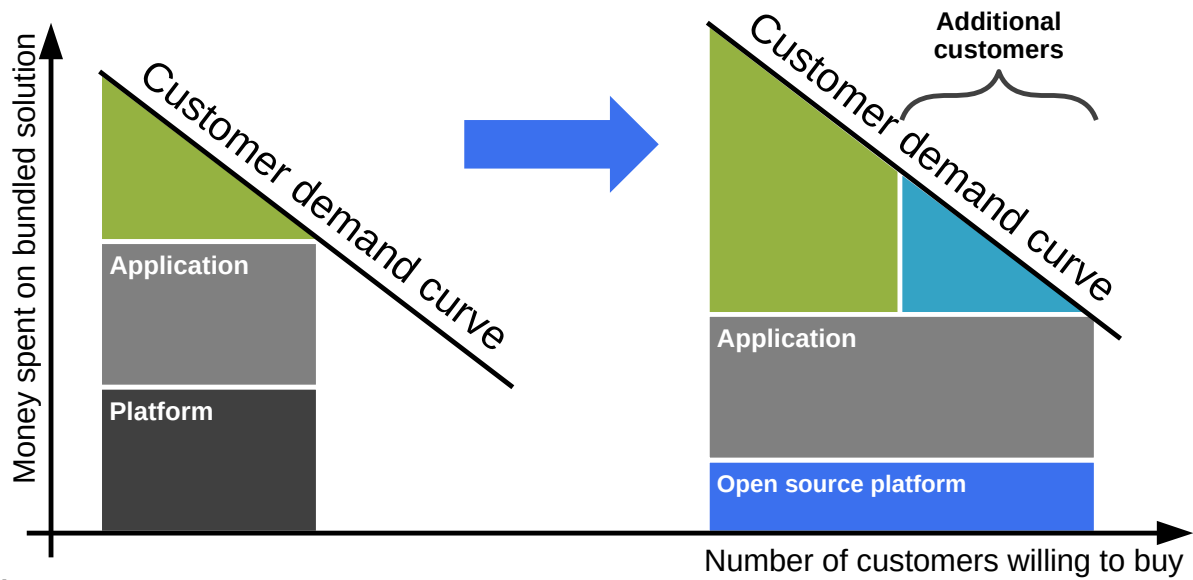 Money spent on bundled solution
Customer demand curve
Application
Platform
Additional
customers
Customer demand curve
Application
Open source platform
Number of customers willing to buy